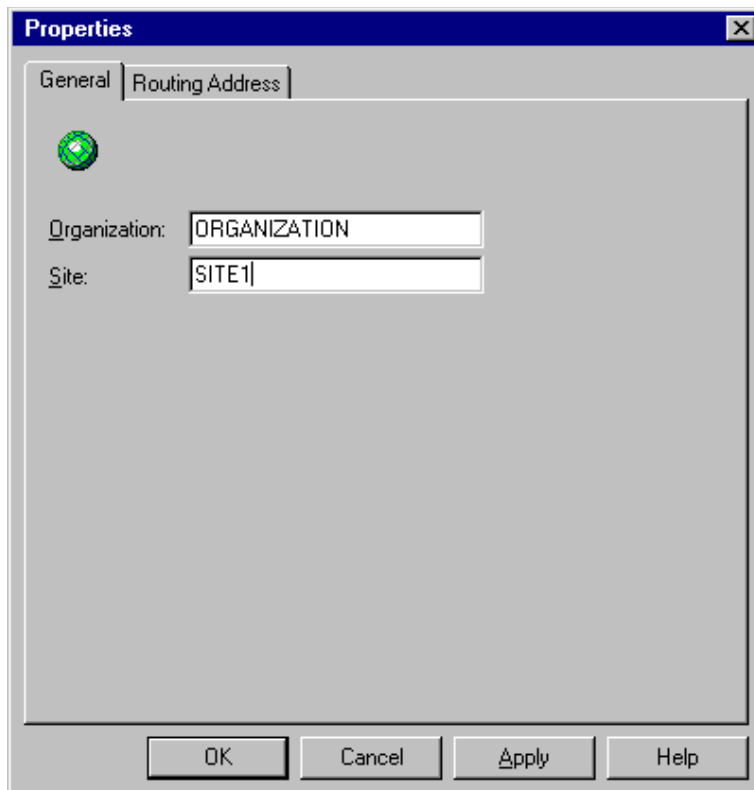 Properties
General Routing Address
Organization: ORGANIZATION
Site: SITE1
OK Cancel Apply Help